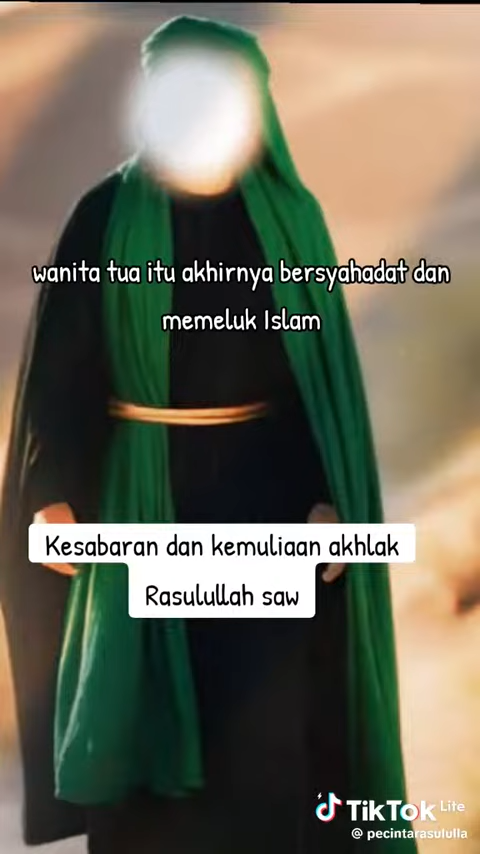 wanita tua itu akhirnya bersyahadat dan
memeluk Islam
Kesabaran dan kemuliaan akhlak
Rasulullah saw
TikTok Lite
@ pecintarasululla